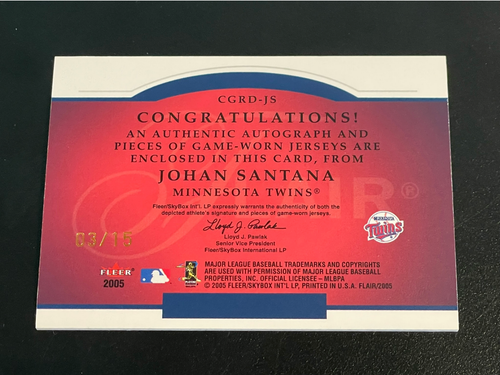 CGRD-JS
CONGRATULATIONS!
AN AUTHENTIC AUTOGRAPH AND
PIECES OF GAME-WORN JERSEYS ARE
ENCLOSED IN THIS CARD, FROM
JOHAN SANTANA
MINNESOTA TWINS®
Fleer/SkyBox Int'l. LP expressly warrants the authenticity of both the
depicted athlete's signature and pieces of game-worn jerseys.
Lloyd J. Pawlak
Lloyd J. Pawlak
Senior Vice President
Fleer/SkyBox International LP
FLAIR®
MINNESOTA
Twins
03/15
FLEER
2005
MAJOR LEAGUE BASEBALL TRADEMARKS AND COPYRIGHTS
ARE USED WITH PERMISSION OF MAJOR LEAGUE BASEBALL
PROPERTIES, INC. OFFICIAL LICENSEE – MLBPA
© 2005 FLEER/SKYBOX INT'L LP, PRINTED IN U.S.A. FLAIR/2005